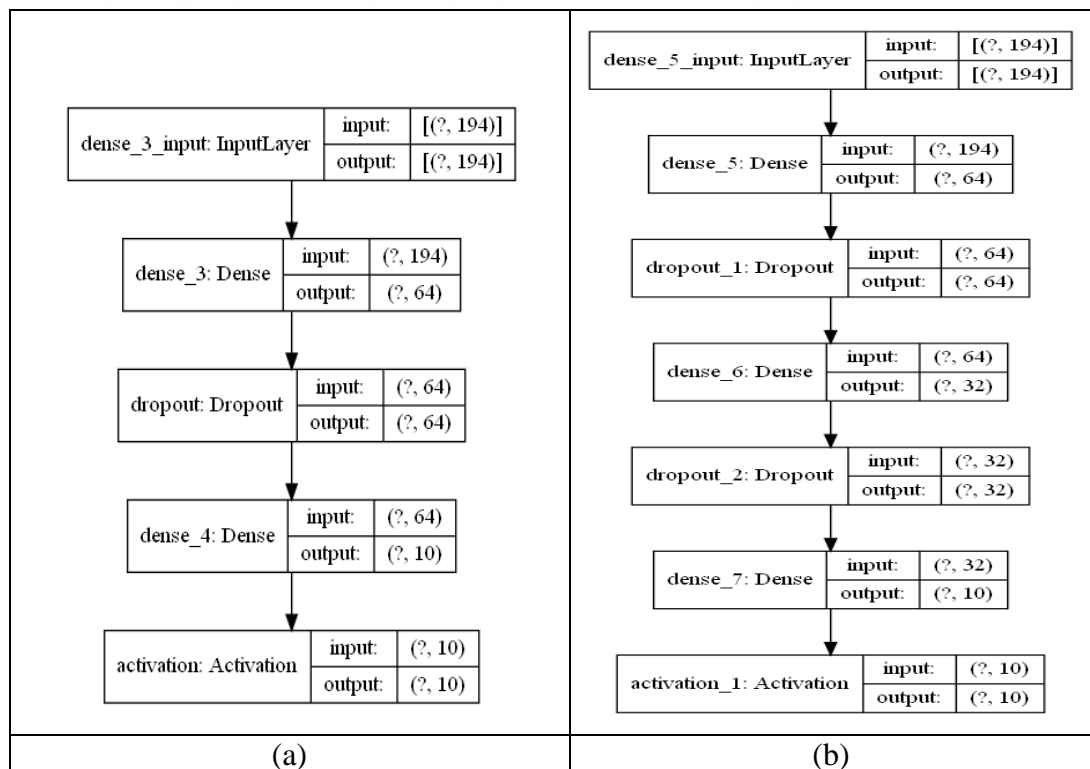 dense_3_input: InputLayer
input: [(?, 194)]
output: [(?, 194)]
dense_3: Dense
input: (?, 194)
output: (?, 64)
dropout: Dropout
input: (?, 64)
output: (?, 64)
dense_4: Dense
input: (?, 64)
output: (?, 10)
activation: Activation
input: (?, 10)
output: (?, 10)
(a)
dense_5_input: InputLayer
input: [(?, 194)]
output: [(?, 194)]
dense_5: Dense
input: (?, 194)
output: (?, 64)
dropout_1: Dropout
input: (?, 64)
output: (?, 64)
dense_6: Dense
input: (?, 64)
output: (?, 32)
dropout_2: Dropout
input: (?, 32)
output: (?, 32)
dense_7: Dense
input: (?, 32)
output: (?, 10)
activation_1: Activation
input: (?, 10)
output: (?, 10)
(b)